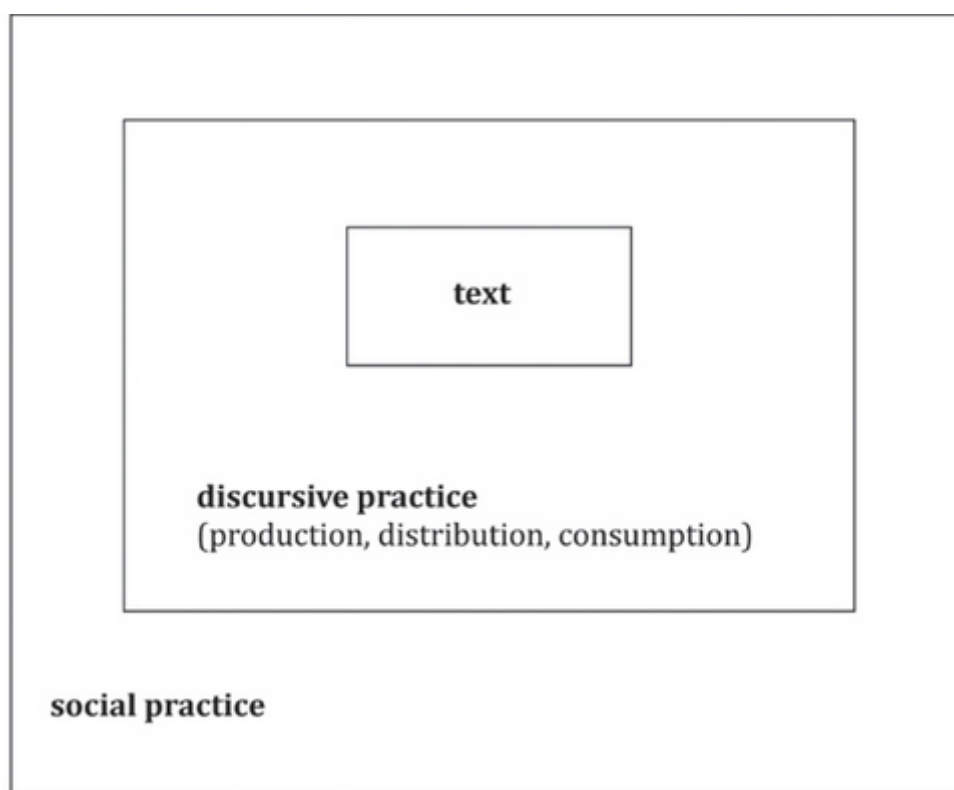 text
discursive practice
(production, distribution, consumption)
social practice